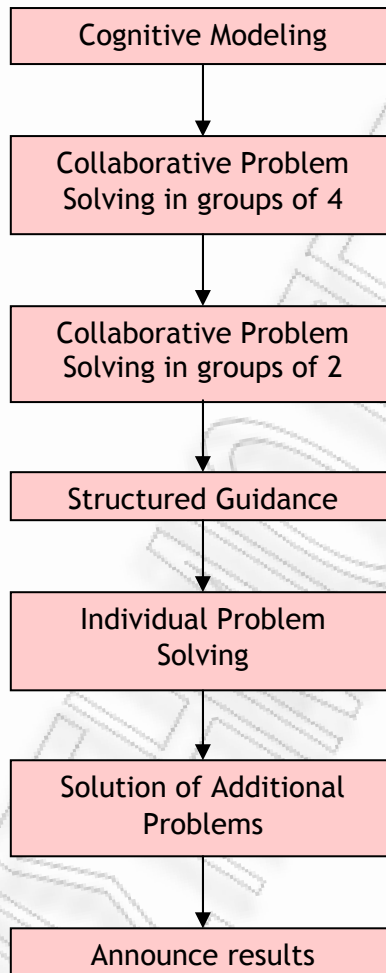 Cognitive Modeling
Collaborative Problem
Solving in groups of 4
Collaborative Problem
Solving in groups of 2
Structured Guidance
Individual Problem
Solving
Solution of Additional
Problems
Announce results